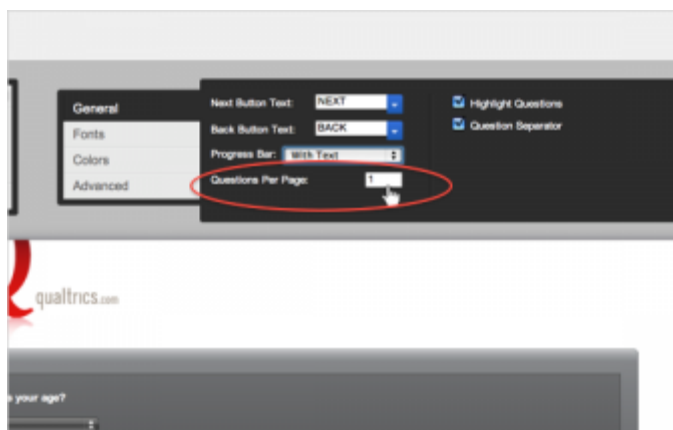 General
Fonts
Colors
Advanced
Next Button Text: NEXT
Back Button Text: BACK
Progress Bar: With Text
Questions Per Page: 1
Highlight Questions
Question Separator
qualtrics.com
your age?